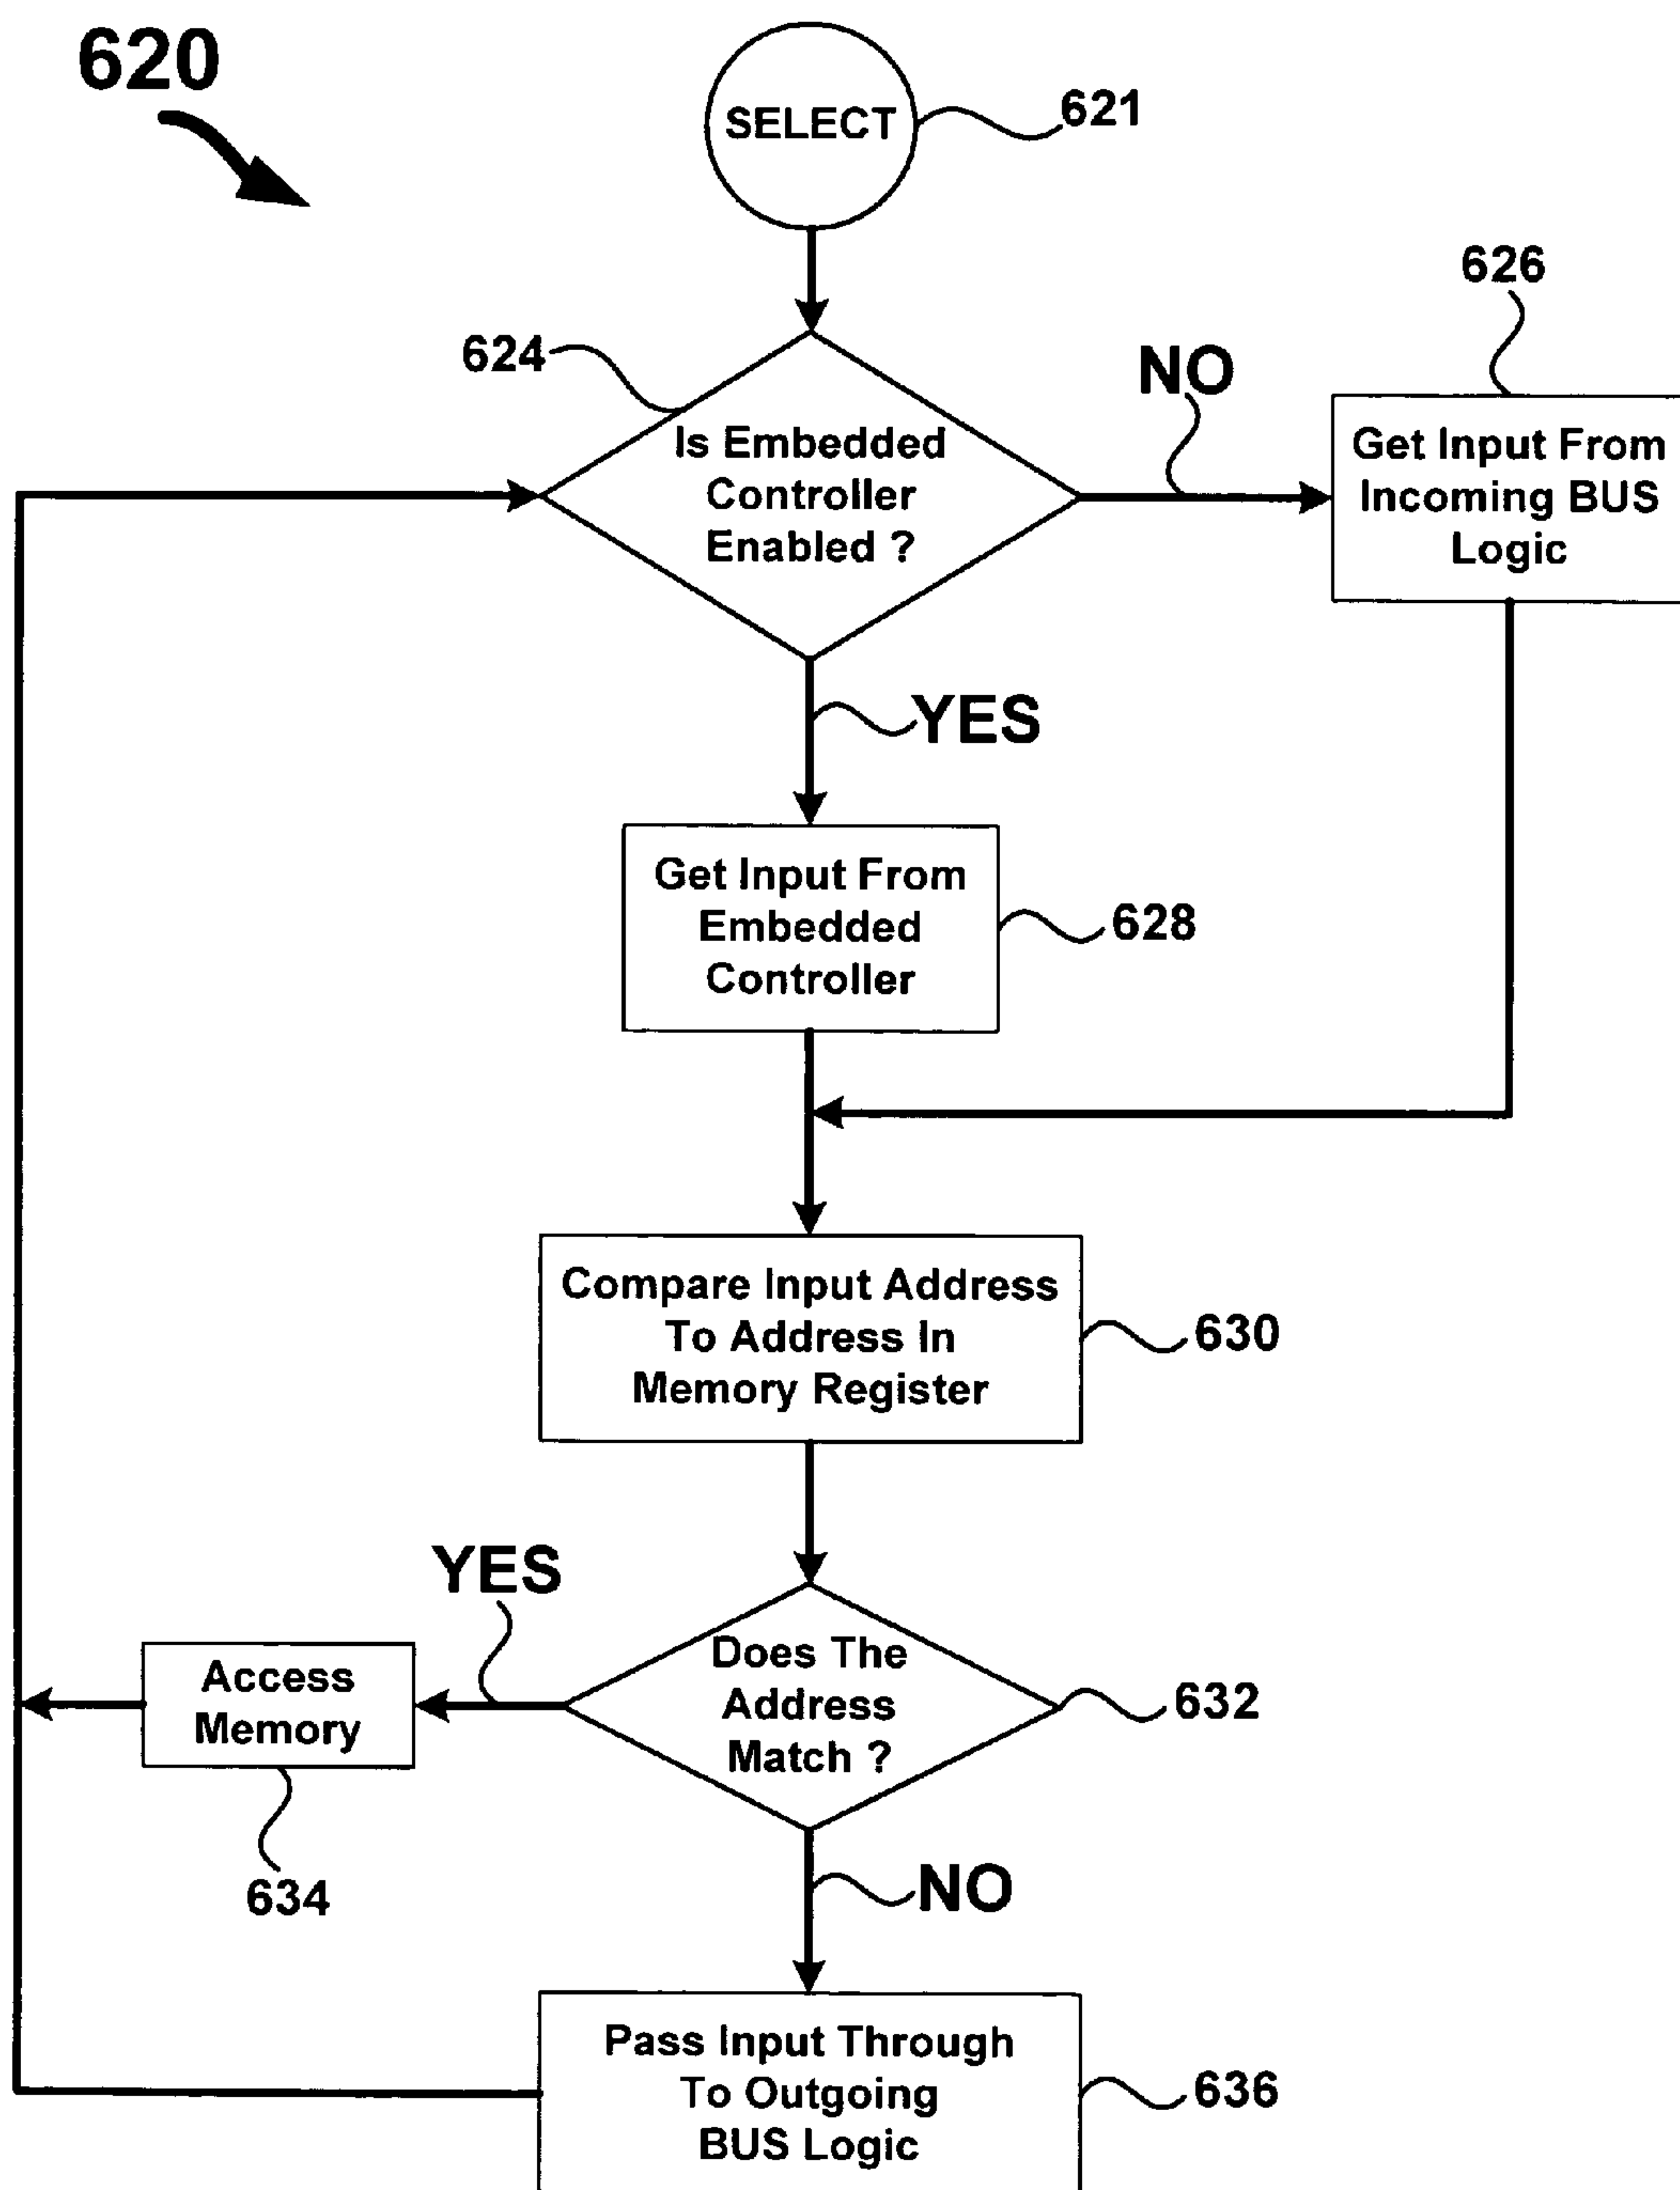 620
SELECT
621
626
624
NO
Is Embedded
Controller
Enabled ?
Get Input From
Incoming BUS
Logic
YES
Get Input From
Embedded
Controller
628
Compare Input Address
To Address In
Memory Register
630
YES
Does The
Address
Match ?
632
Access
Memory
634
NO
Pass Input Through
To Outgoing
BUS Logic
636